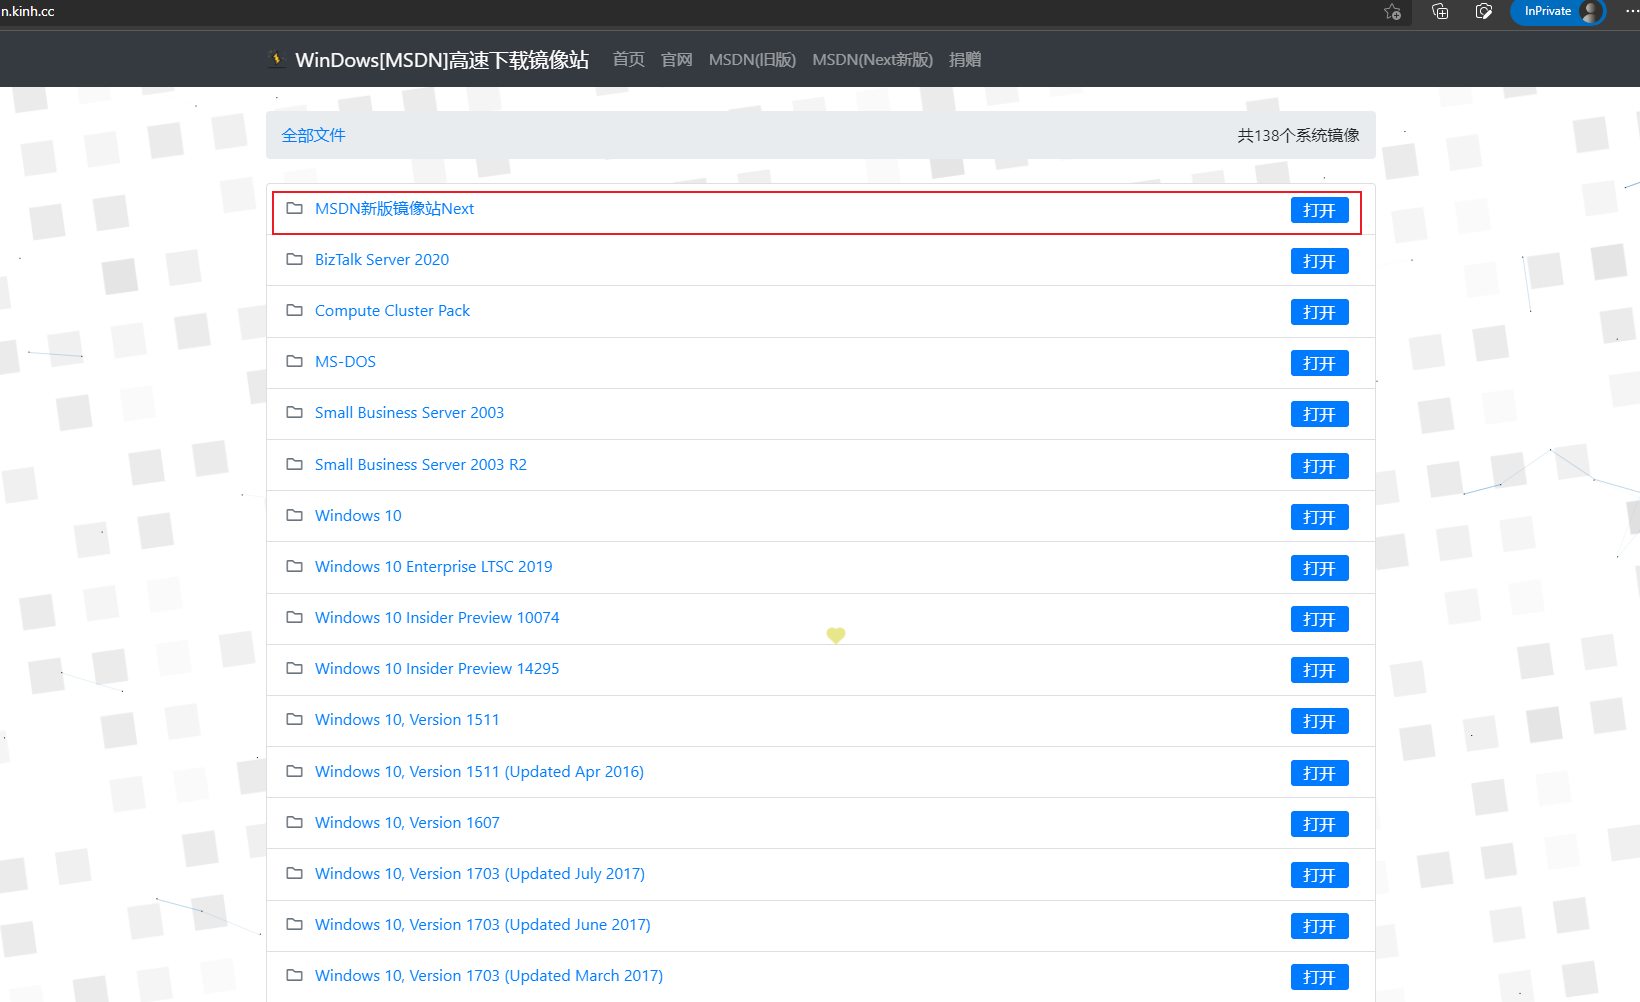 n.kinh.cc
InPrivate
WinDows[MSDN]高速下载镜像站 首页 官网 MSDN(旧版) MSDN(Next新版) 捐赠
全部文件 共138个系统镜像
MSDN新版镜像站Next 打开
BizTalk Server 2020 打开
Compute Cluster Pack 打开
MS-DOS 打开
Small Business Server 2003 打开
Small Business Server 2003 R2 打开
Windows 10 打开
Windows 10 Enterprise LTSC 2019 打开
Windows 10 Insider Preview 10074 打开
Windows 10 Insider Preview 14295 打开
Windows 10, Version 1511 打开
Windows 10, Version 1511 (Updated Apr 2016) 打开
Windows 10, Version 1607 打开
Windows 10, Version 1703 (Updated July 2017) 打开
Windows 10, Version 1703 (Updated June 2017) 打开
Windows 10, Version 1703 (Updated March 2017) 打开